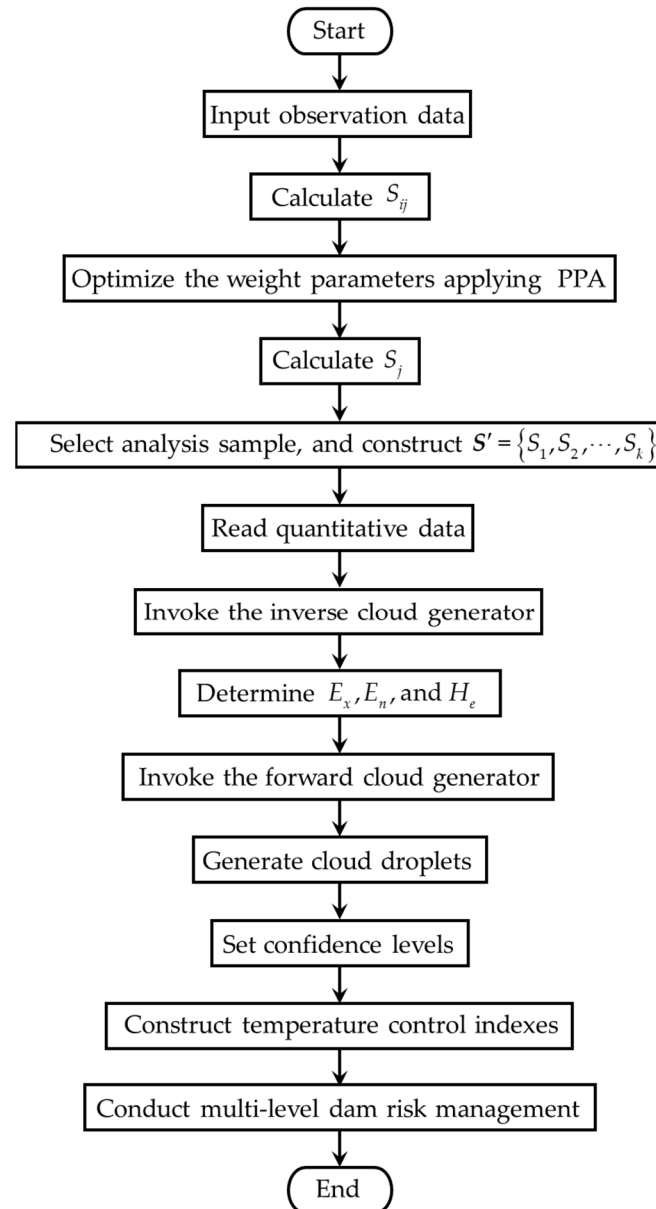 Start
Input observation data
Calculate S_ij
Optimize the weight parameters applying PPA
Calculate S_j
Select analysis sample, and construct S′ = {S_1, S_2, ⋯, S_k}
Read quantitative data
Invoke the inverse cloud generator
Determine E_x, E_n, and H_e
Invoke the forward cloud generator
Generate cloud droplets
Set confidence levels
Construct temperature control indexes
Conduct multi-level dam risk management
End